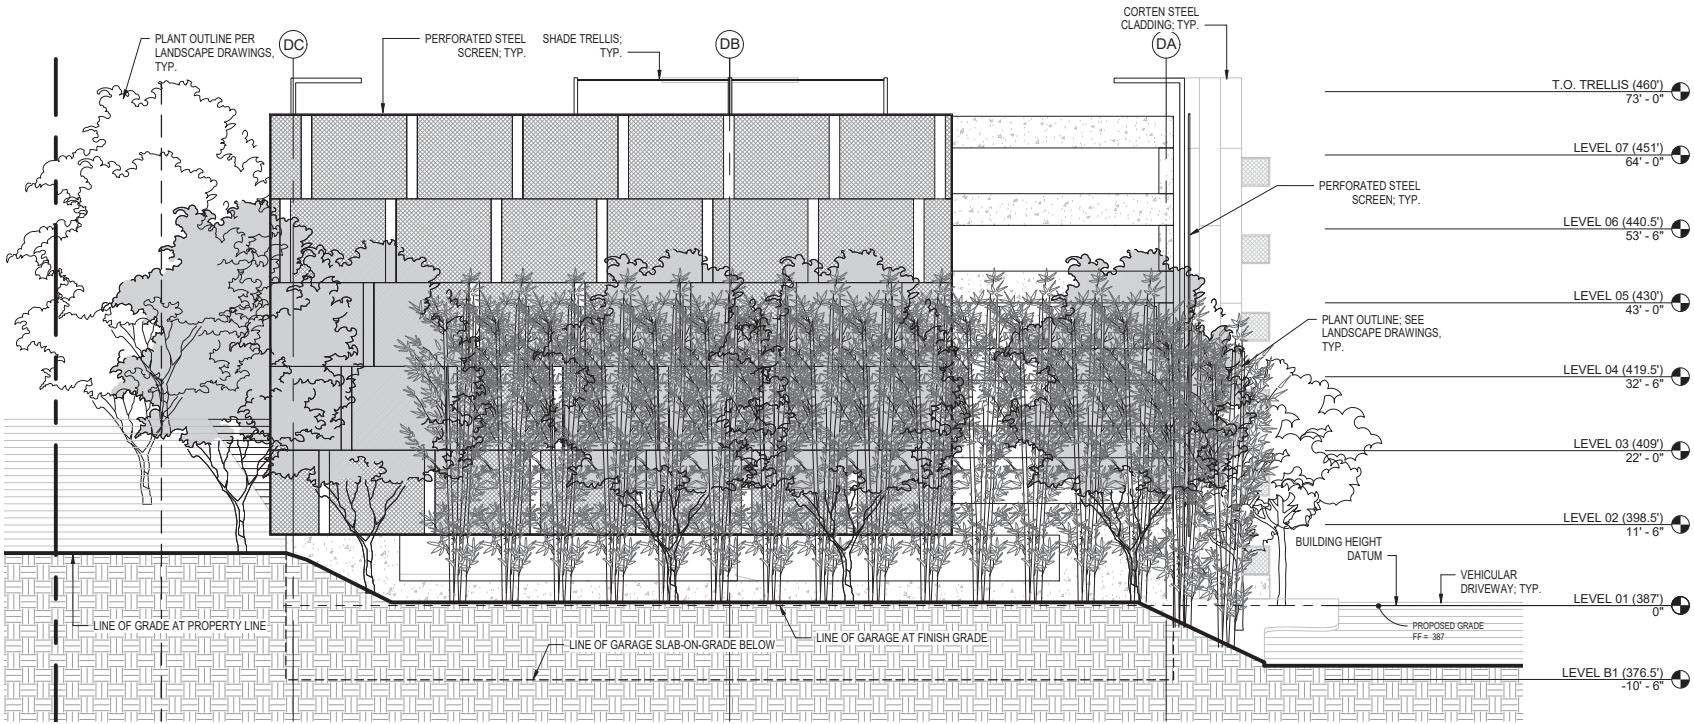 CORTEN STEEL
CLADDING; TYP.
PLANT OUTLINE PER
LANDSCAPE DRAWINGS,
TYP.
DC
PERFORATED STEEL
SCREEN; TYP.
SHADE TRELLIS;
TYP.
DB
DA
T.O. TRELLIS (460')
73' - 0"
LEVEL 07 (451')
64' - 0"
PERFORATED STEEL
SCREEN; TYP.
LEVEL 06 (440.5')
53' - 6"
LEVEL 05 (430')
43' - 0"
PLANT OUTLINE; SEE
LANDSCAPE DRAWINGS,
TYP.
LEVEL 04 (419.5')
32' - 6"
LEVEL 03 (409')
22' - 0"
LEVEL 02 (398.5')
11' - 6"
BUILDING HEIGHT
DATUM
VEHICULAR
DRIVEWAY; TYP.
LEVEL 01 (387')
0"
PROPOSED GRADE
FF = 387
LINE OF GRADE AT PROPERTY LINE
LINE OF GARAGE AT FINISH GRADE
LINE OF GARAGE SLAB-ON-GRADE BELOW
LEVEL B1 (376.5')
-10' - 6"